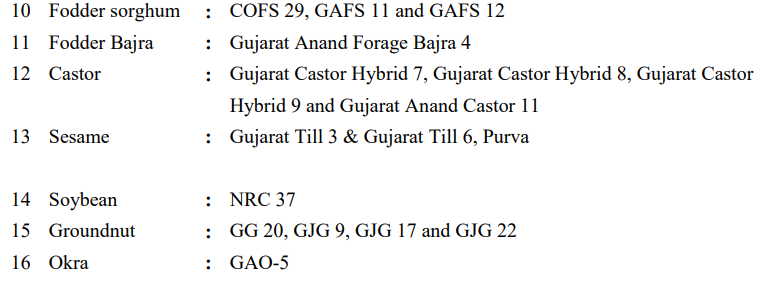 10 Fodder sorghum : COFS 29, GAFS 11 and GAFS 12
11 Fodder Bajra : Gujarat Anand Forage Bajra 4
12 Castor : Gujarat Castor Hybrid 7, Gujarat Castor Hybrid 8, Gujarat Castor
Hybrid 9 and Gujarat Anand Castor 11
13 Sesame : Gujarat Till 3 & Gujarat Till 6, Purva
14 Soybean : NRC 37
15 Groundnut : GG 20, GJG 9, GJG 17 and GJG 22
16 Okra : GAO-5